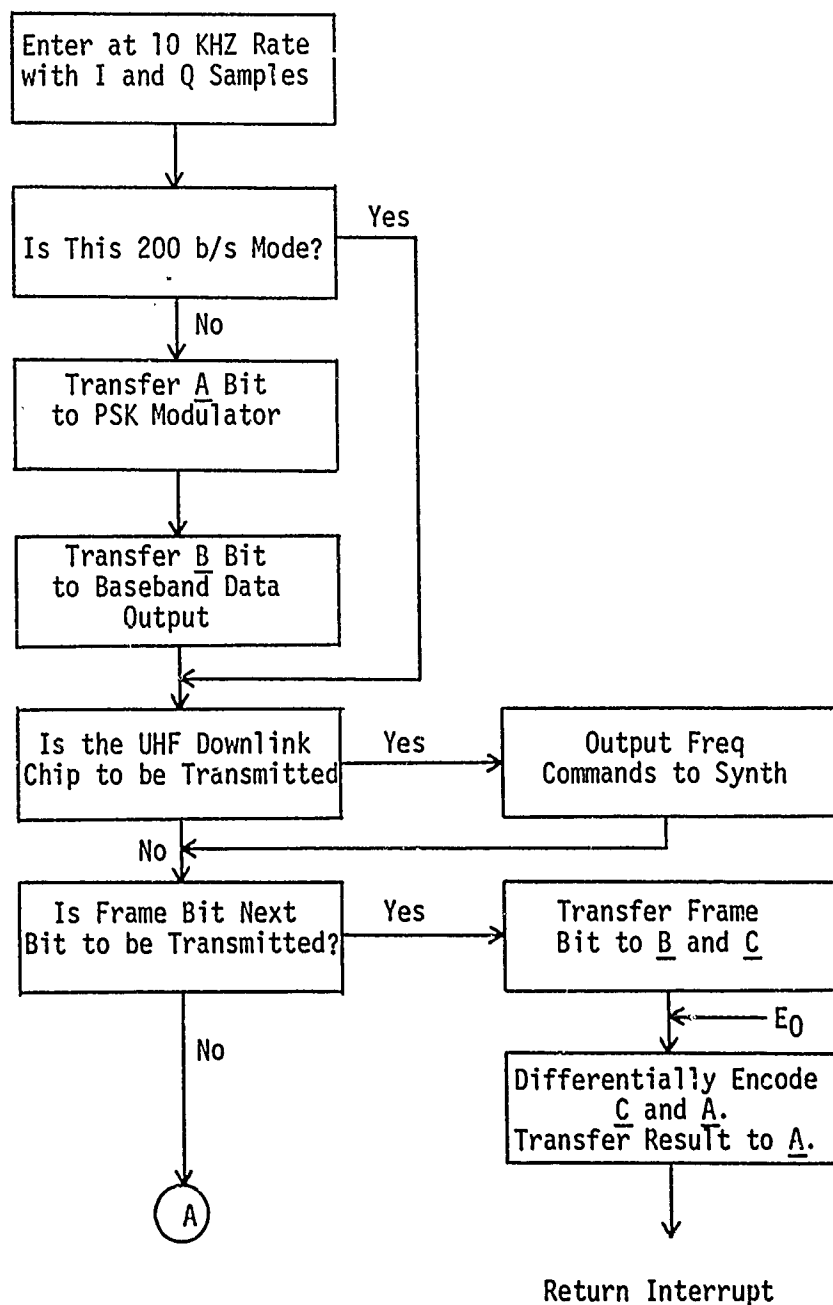 Enter at 10 KHZ Rate
with I and Q Samples
Is This 200 b/s Mode?
Yes
No
Transfer A Bit
to PSK Modulator
Transfer B Bit
to Baseband Data
Output
Is the UHF Downlink
Chip to be Transmitted
Yes
Output Freq
Commands to Synth
No
Is Frame Bit Next
Bit to be Transmitted?
Yes
Transfer Frame
Bit to B and C
No
E0
Differentially Encode
C and A.
Transfer Result to A.
A
Return Interrupt